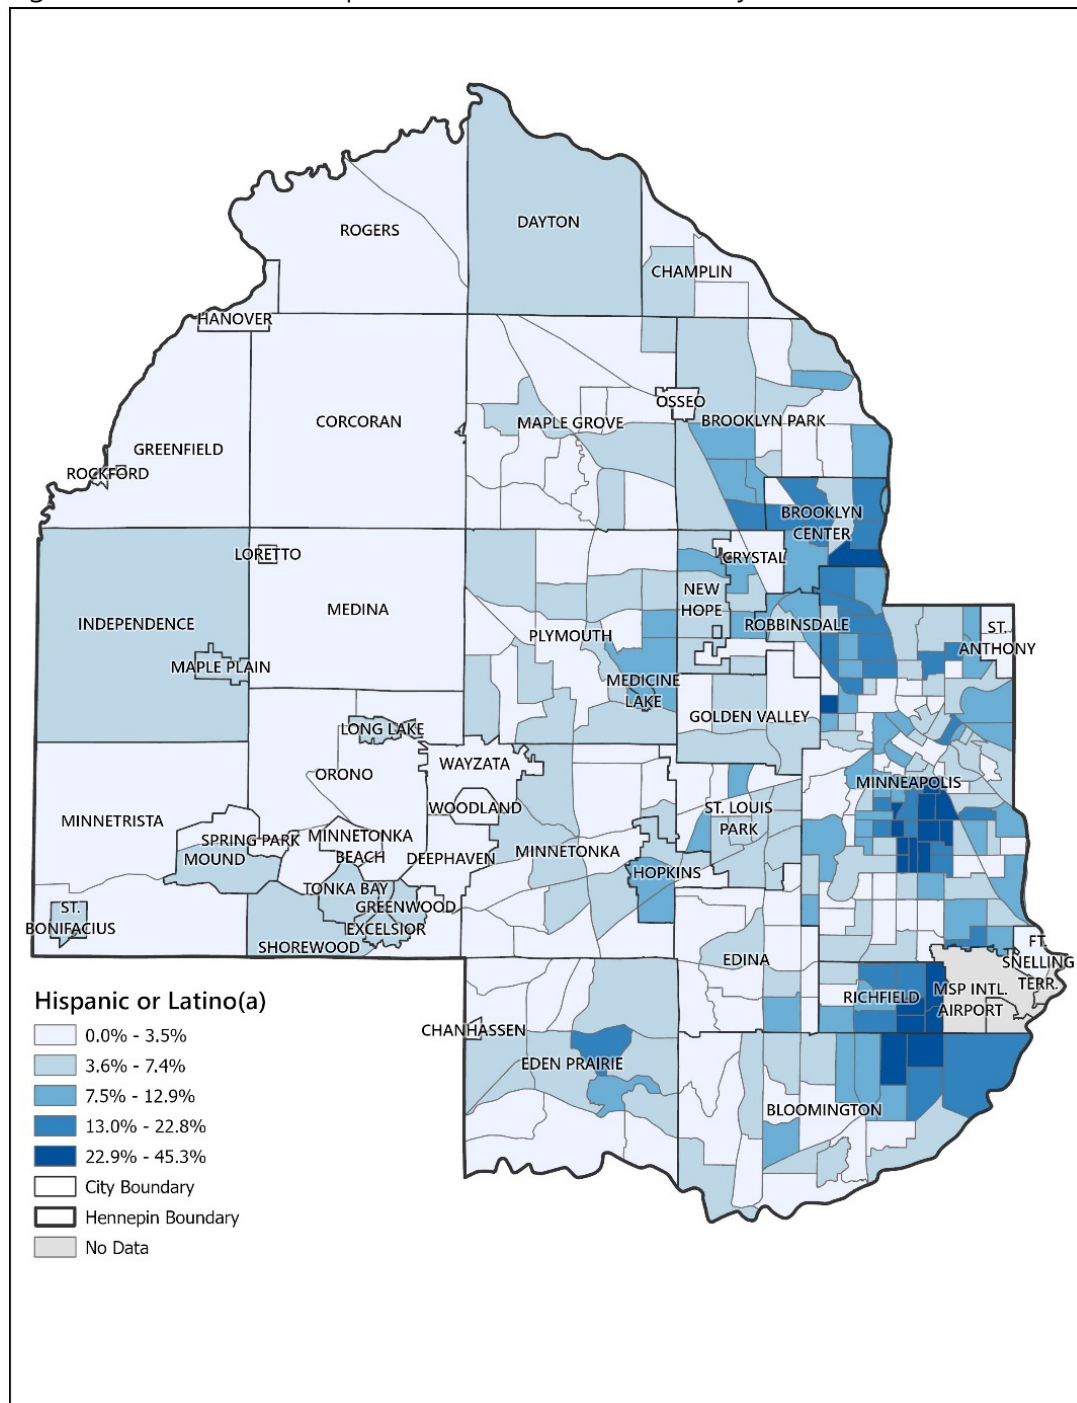 ROGERS
DAYTON
CHAMPLIN
HANOVER
CORCORAN
MAPLE GROVE
OSSEO
BROOKLYN PARK
GREENFIELD
ROCKFORD
BROOKLYN
CENTER
LORETTO
CRYSTAL
INDEPENDENCE
MEDINA
NEW
HOPE
ROBBINSDALE
PLYMOUTH
ST.
ANTHONY
MAPLE PLAIN
MEDICINE
LAKE
GOLDEN VALLEY
LONG LAKE
ORONO
WAYZATA
MINNEAPOLIS
MINNETRISTA
WOODLAND
ST. LOUIS
PARK
SPRING PARK
MINNETONKA
BEACH
MOUND
DEEPHAVEN
MINNETONKA
HOPKINS
TONKA BAY
GREENWOOD
ST.
BONIFACIUS
EXCELSIOR
SHOREWOOD
EDINA
FT.
SNELLING
TERR.
RICHFIELD
MSP INTL.
AIRPORT
CHANHASSEN
EDEN PRAIRIE
BLOOMINGTON
Hispanic or Latino(a)
0.0% - 3.5%
3.6% - 7.4%
7.5% - 12.9%
13.0% - 22.8%
22.9% - 45.3%
City Boundary
Hennepin Boundary
No Data